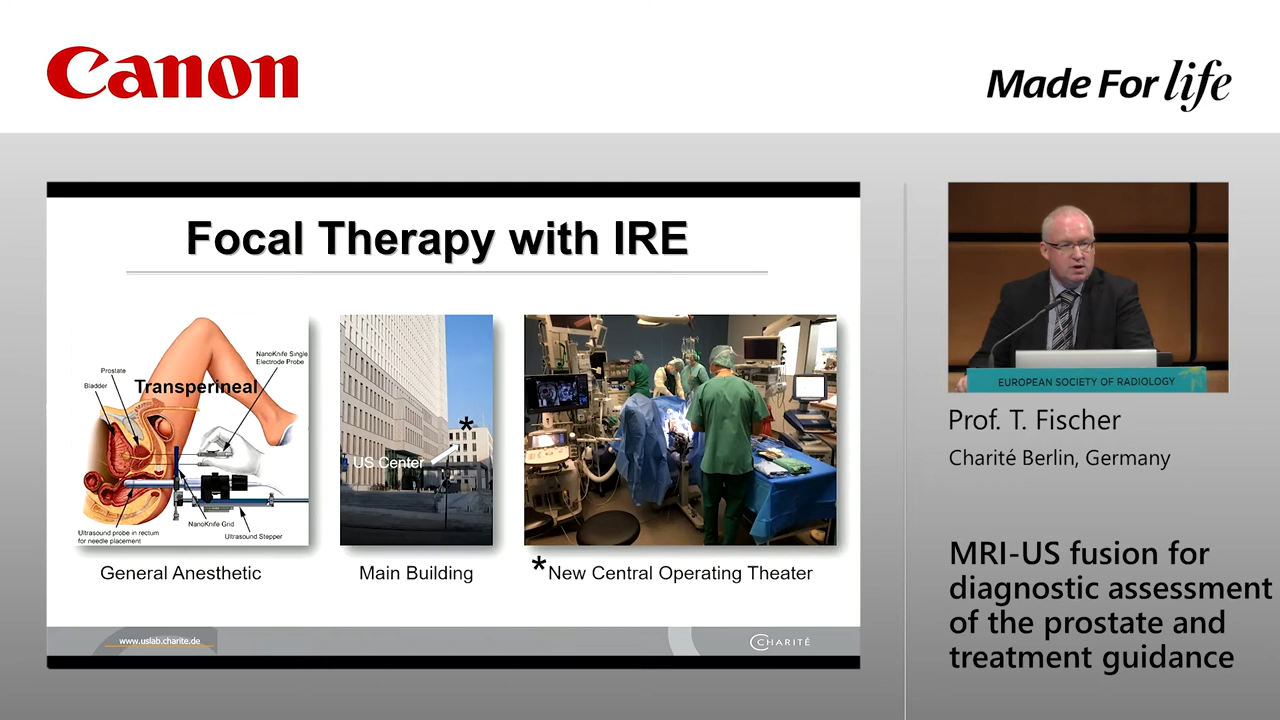 Canon
Made For life
Focal Therapy with IRE
NanoKnife Single
Electrode Probe
Prostate
Bladder
Transperineal
NanoKnife Grid
Ultrasound probe in rectum
for needle placement
Ultrasound Stepper
US Center
*
General Anesthetic
Main Building
*New Central Operating Theater
www.uslab.charite.de
CHARITÉ
EUROPEAN SOCIETY OF RADIOLOGY
Prof. T. Fischer
Charité Berlin, Germany
MRI-US fusion for
diagnostic assessment
of the prostate and
treatment guidance